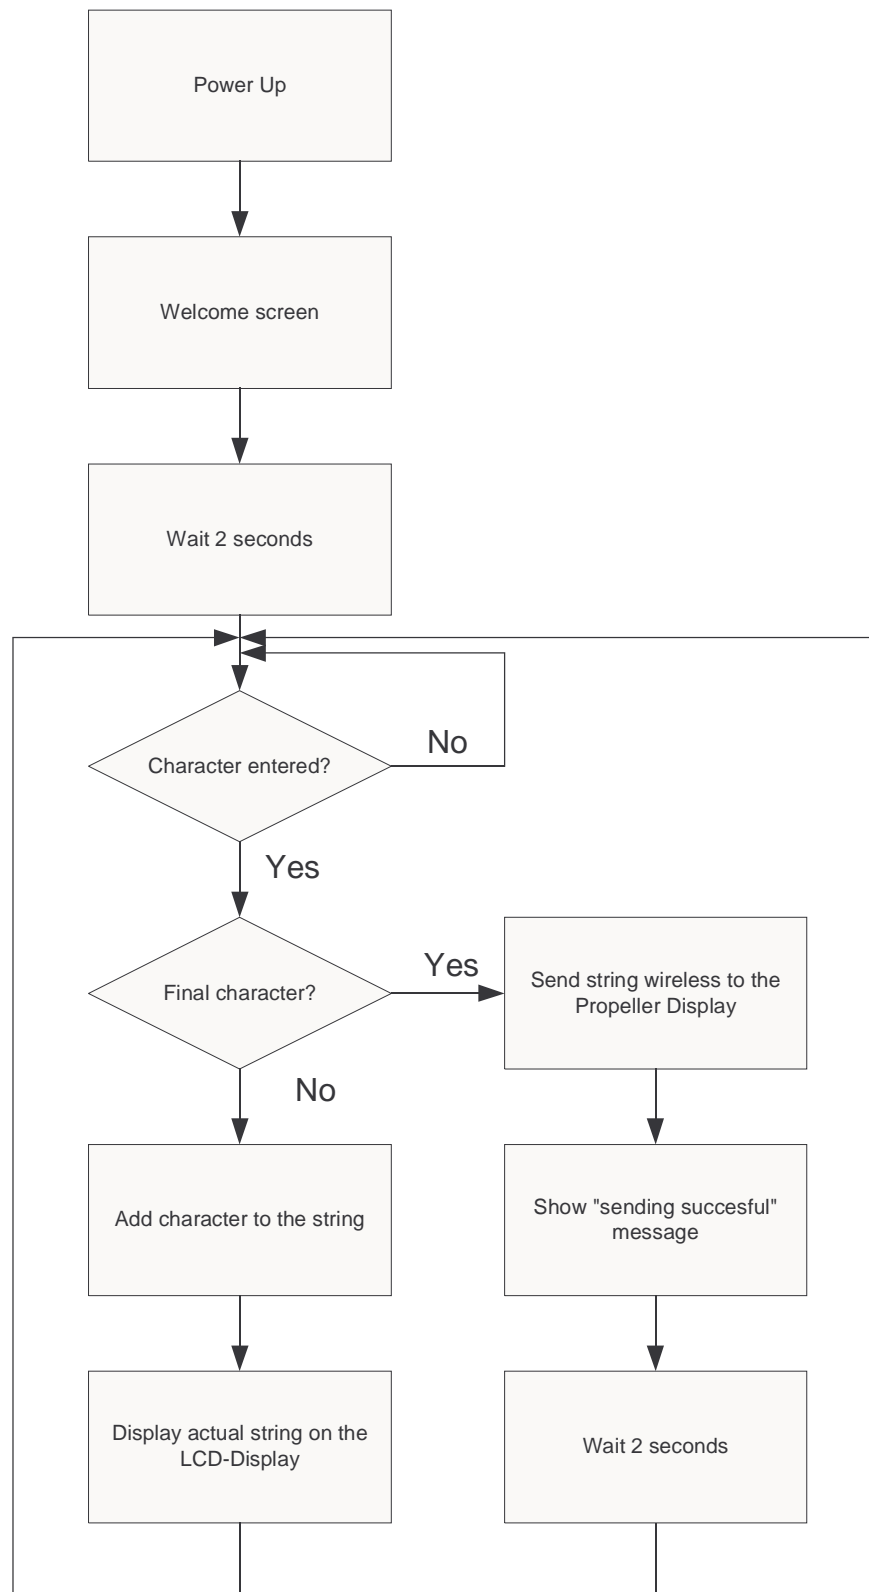 Power Up
Welcome screen
Wait 2 seconds
Character entered?
No
Yes
Final character?
Yes
Send string wireless to the
Propeller Display
No
Add character to the string
Show "sending succesful"
message
Display actual string on the
LCD-Display
Wait 2 seconds